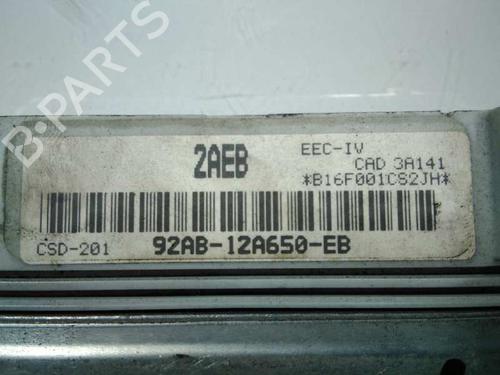 B-PARTS
2AEB
EEC-IV
CAD 3A141
*B16F001CS2JH*
CSD-201
92AB-12A650-EB